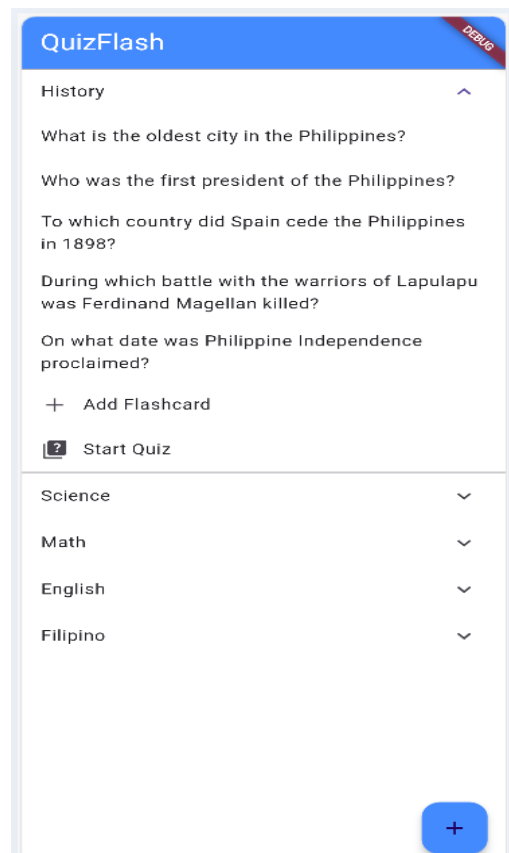 QuizFlash
DEBUG
History
What is the oldest city in the Philippines?
Who was the first president of the Philippines?
To which country did Spain cede the Philippines
in 1898?
During which battle with the warriors of Lapulapu
was Ferdinand Magellan killed?
On what date was Philippine Independence
proclaimed?
+ Add Flashcard
? Start Quiz
Science
Math
English
Filipino
+